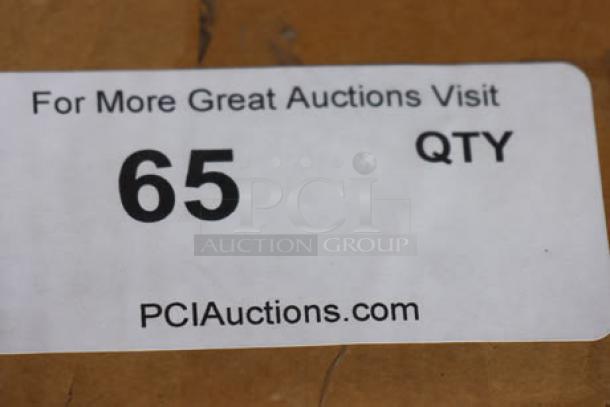 For More Great Auctions Visit
65 QTY
PCI
AUCTION GROUP
PCIAuctions.com